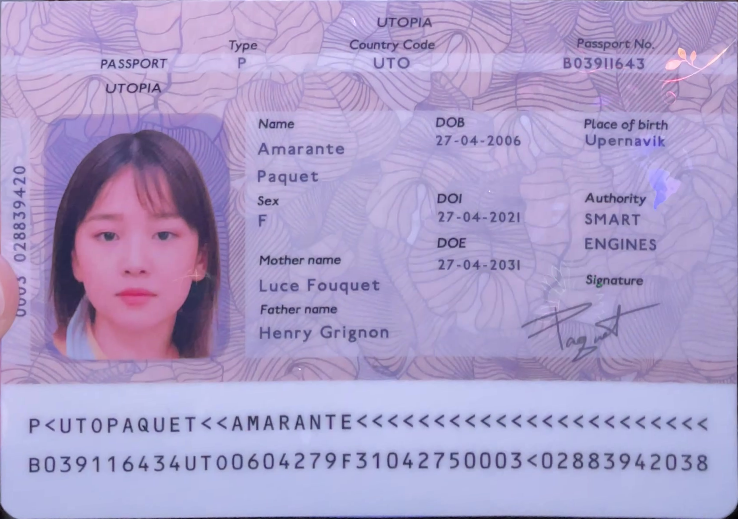 UTOPIA
Type Country Code Passport No.
PASSPORT P UTO B03911643
UTOPIA
Name DOB Place of birth
Amarante 27-04-2006 Upernavik
Paquet
Sex DOI Authority
F 27-04-2021 SMART
DOE ENGINES
Mother name 27-04-2031
Luce Fouquet Signature
Father name
Henry Grignon Paquet
0003 028839420
P<UTOPAQUET<<AMARANTE<<<<<<<<<<<<<<<<<<<<<<<
B039116434UTO0604279F31042750003<02883942038